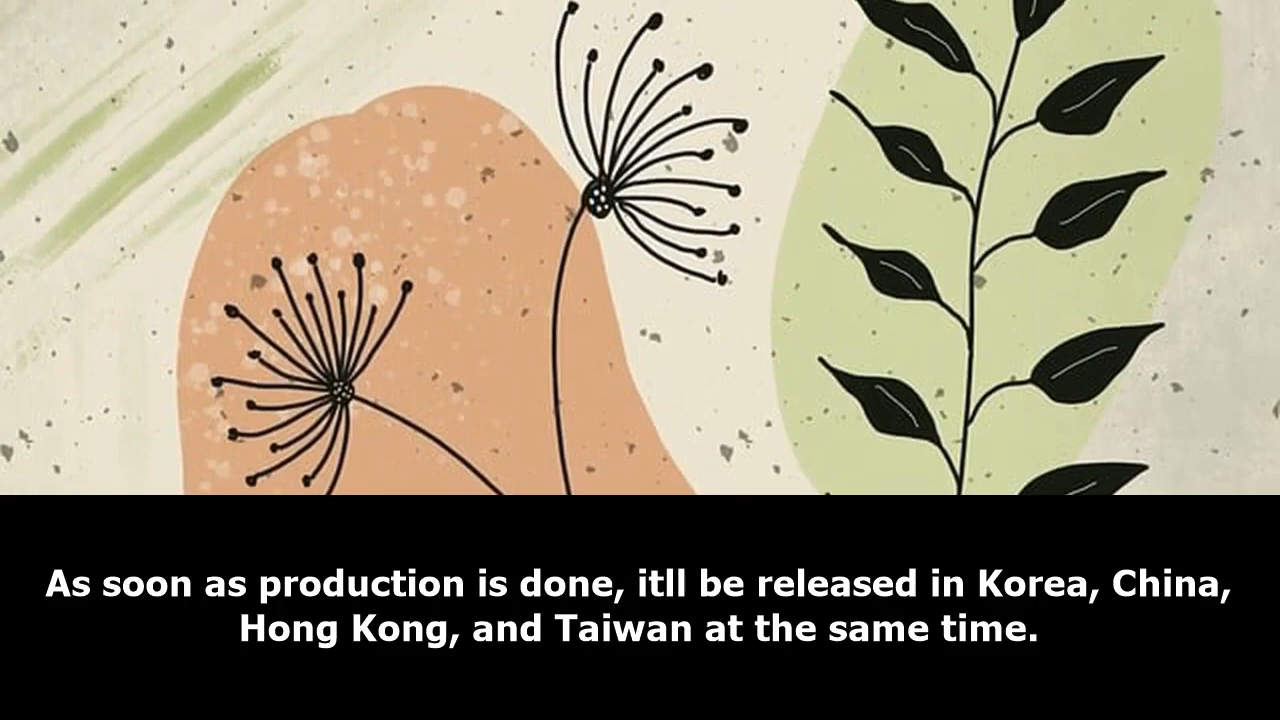 As soon as production is done, itll be released in Korea, China,
Hong Kong, and Taiwan at the same time.